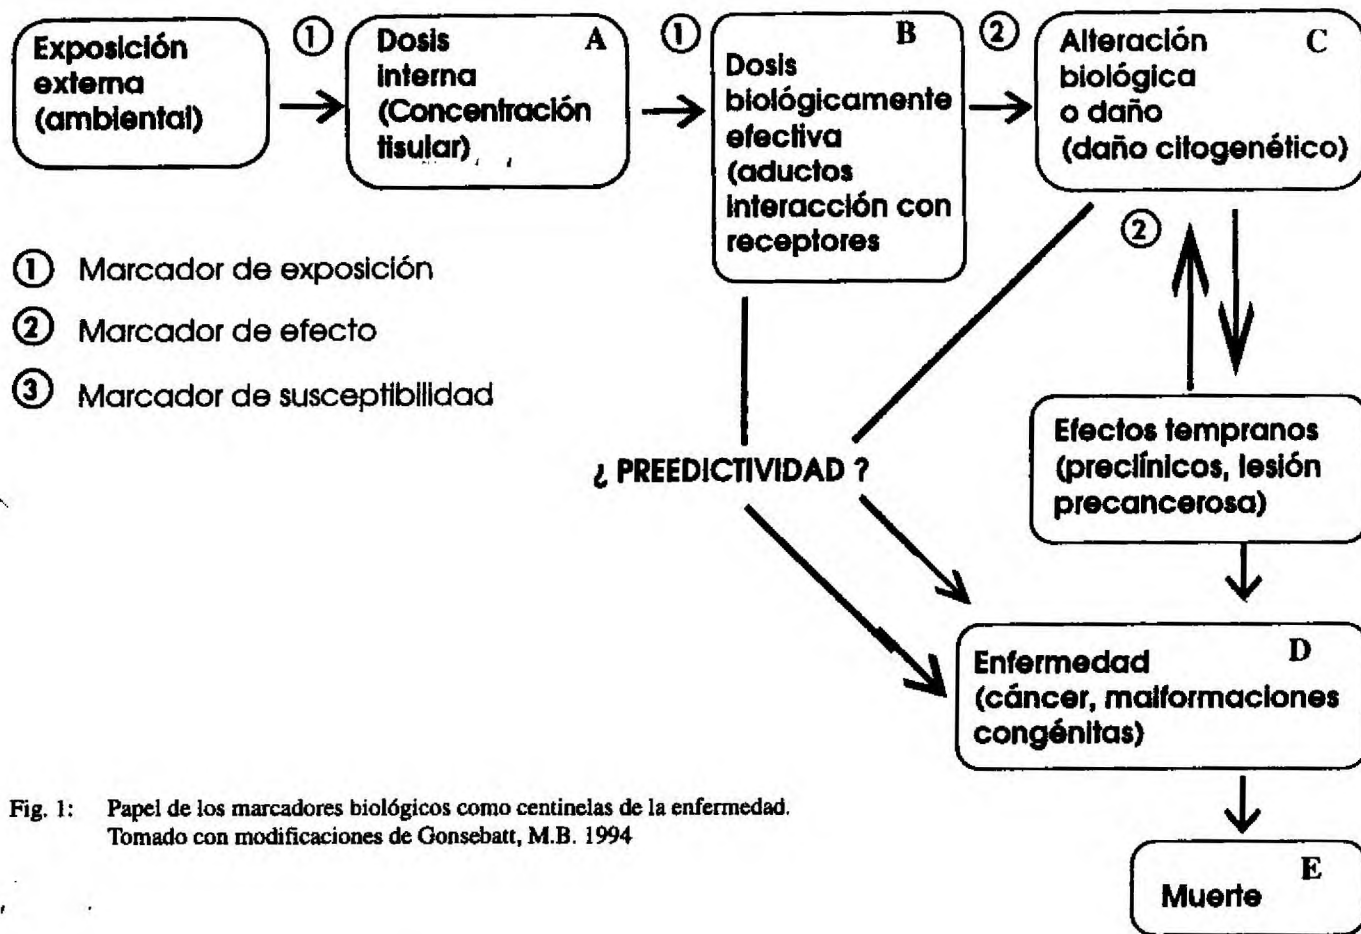 Exposición
externa
(ambiental)
①
Dosis A
interna
(Concentración
tisular)
①
B
Dosis
biológicamente
efectiva
(aductos
interacción con
receptores
②
Alteración C
biológica
o daño
(daño citogenético)
②
① Marcador de exposición
② Marcador de efecto
③ Marcador de susceptibilidad
Efectos tempranos
(preclínicos, lesión
precancerosa)
¿ PREEDICTIVIDAD ?
Enfermedad D
(cáncer, malformaciones
congénitas)
E
Muerte
Fig. 1: Papel de los marcadores biológicos como centinelas de la enfermedad.
Tomado con modificaciones de Gonsebatt, M.B. 1994